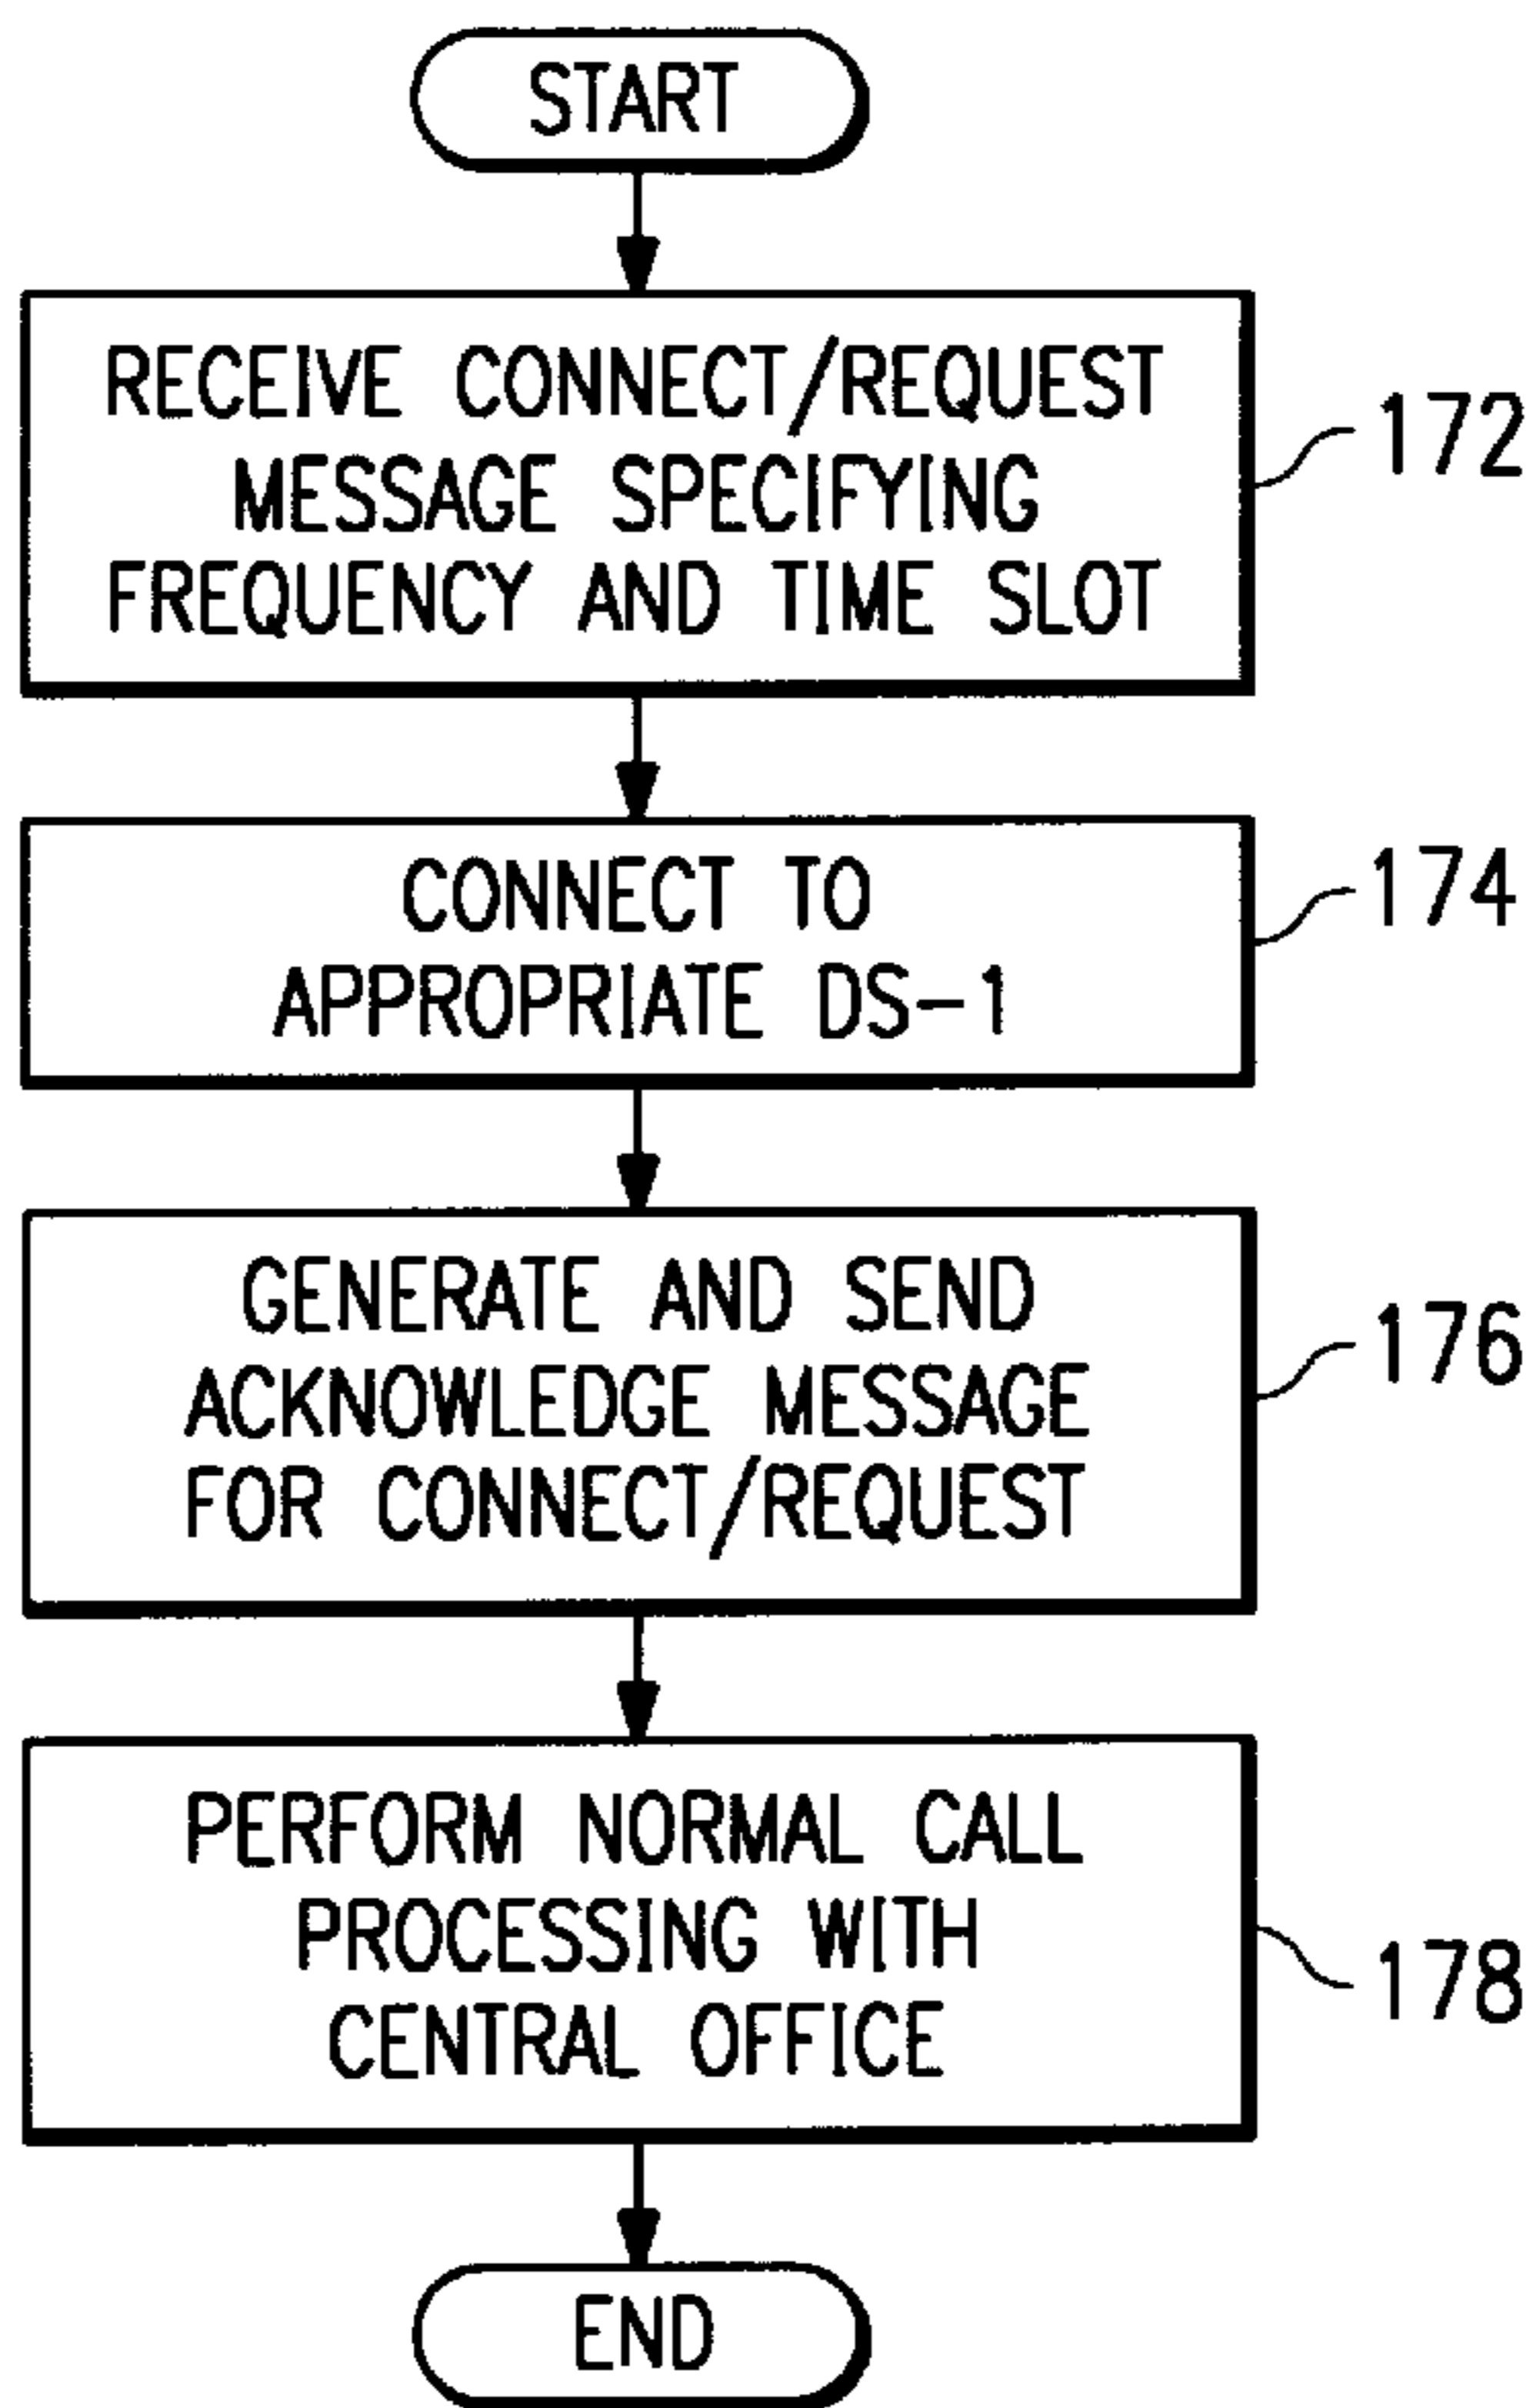 START
RECEIVE CONNECT/REQUEST
MESSAGE SPECIFYING
FREQUENCY AND TIME SLOT
172
CONNECT TO
APPROPRIATE DS-1
174
GENERATE AND SEND
ACKNOWLEDGE MESSAGE
FOR CONNECT/REQUEST
176
PERFORM NORMAL CALL
PROCESSING WITH
CENTRAL OFFICE
178
END